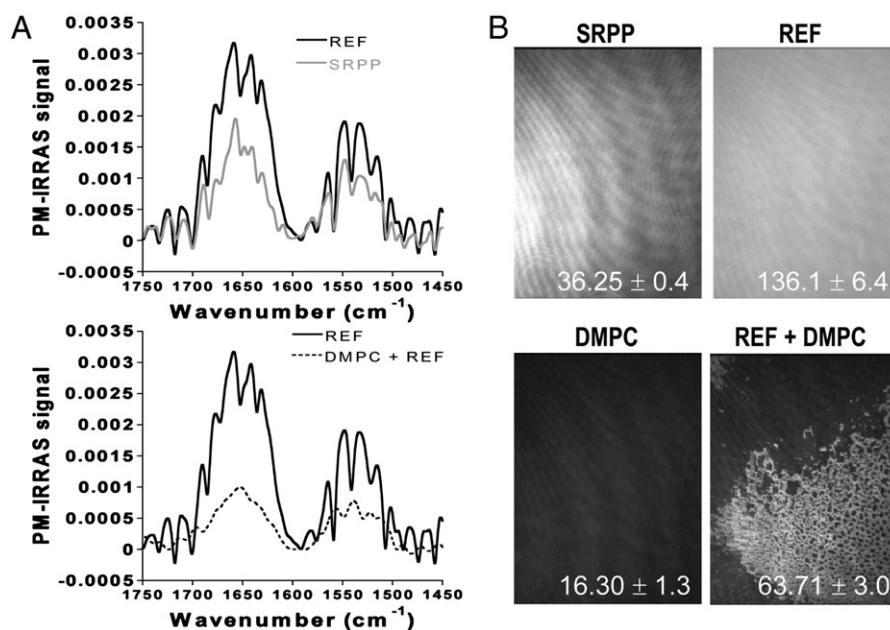 A
PM-IRRAS signal
0.0035
0.003
0.0025
0.002
0.0015
0.001
0.0005
0
-0.0005
REF
SRPP
1750 1700 1650 1600 1550 1500 1450
Wavenumber (cm⁻¹)
PM-IRRAS signal
0.0035
0.003
0.0025
0.002
0.0015
0.001
0.0005
0
-0.0005
REF
DMPC + REF
1750 1700 1650 1600 1550 1500 1450
Wavenumber (cm⁻¹)
B
SRPP
36.25 ± 0.4
REF
136.1 ± 6.4
DMPC
16.30 ± 1.3
REF + DMPC
63.71 ± 3.0